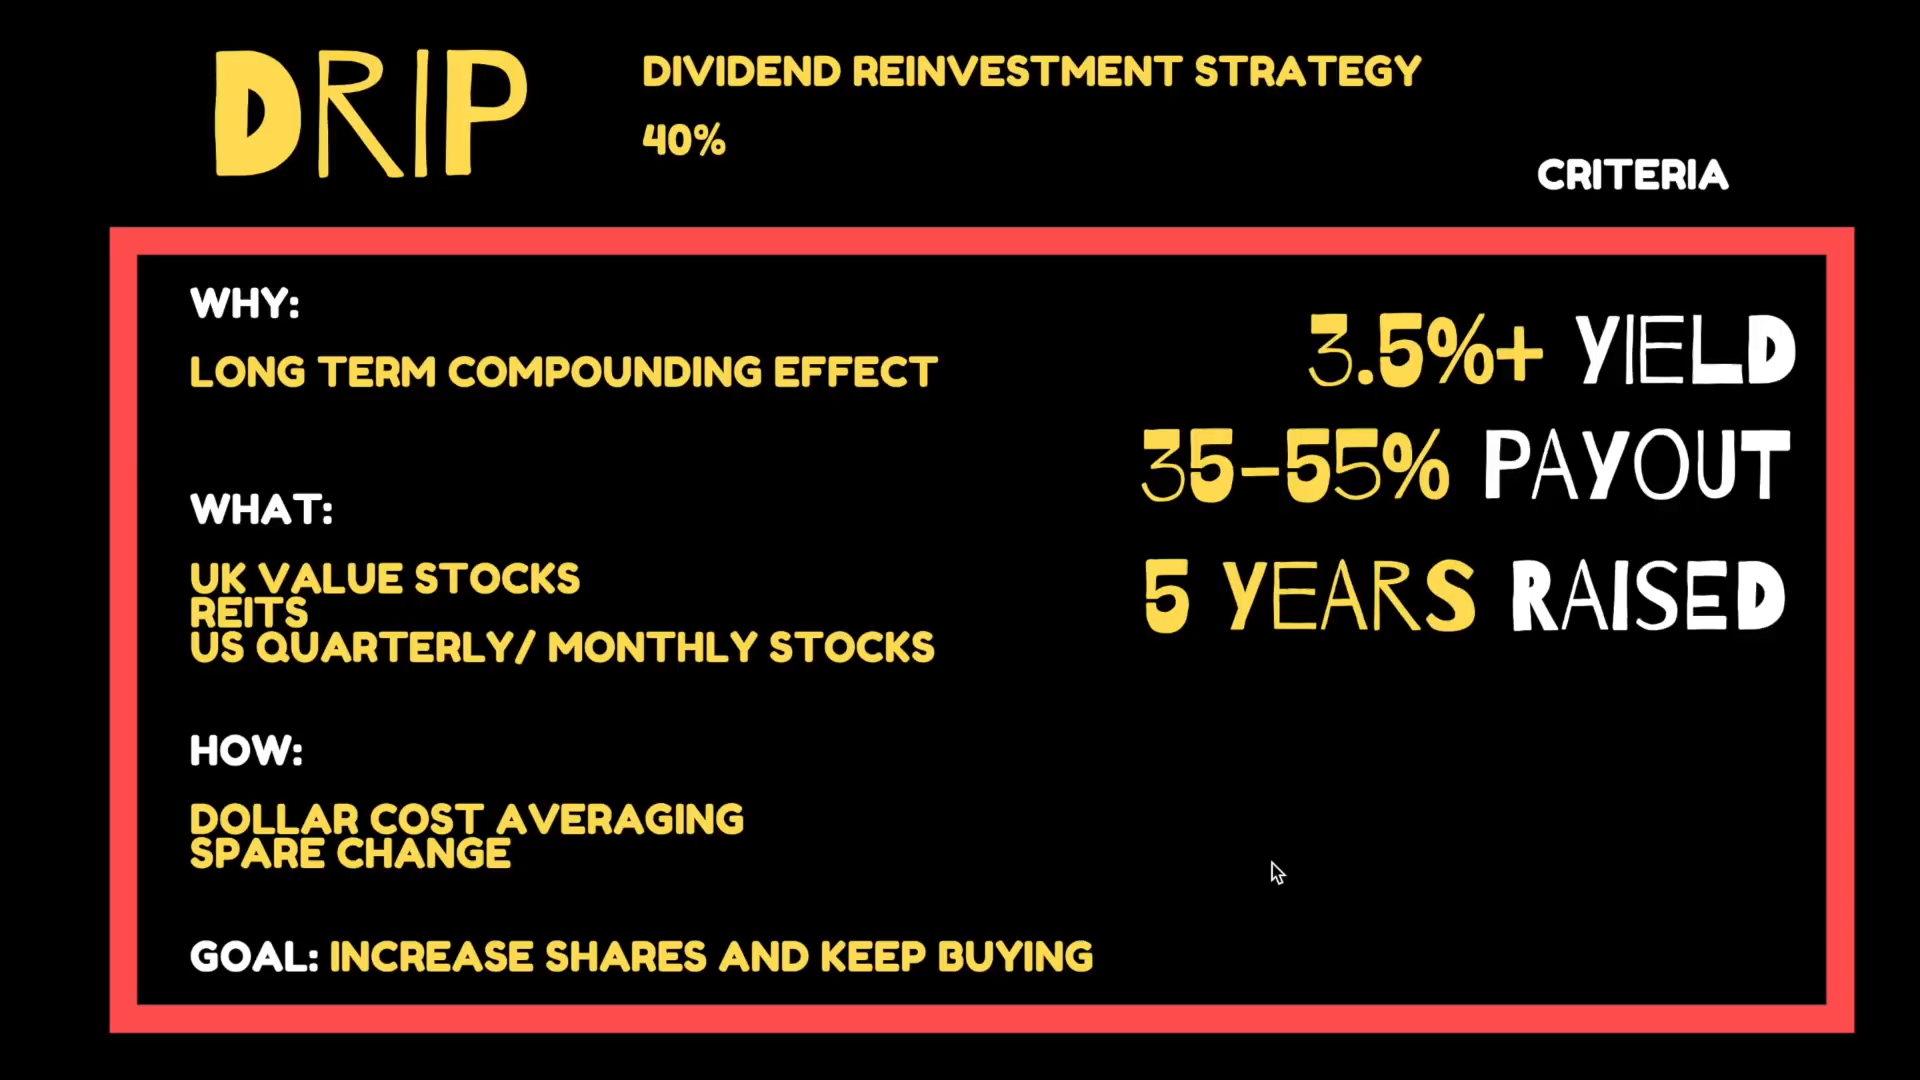 DRIP
DIVIDEND REINVESTMENT STRATEGY
40%
CRITERIA
WHY:
LONG TERM COMPOUNDING EFFECT
WHAT:
UK VALUE STOCKS
REITS
US QUARTERLY/ MONTHLY STOCKS
HOW:
DOLLAR COST AVERAGING
SPARE CHANGE
GOAL: INCREASE SHARES AND KEEP BUYING
3.5%+ YIELD
35-55% PAYOUT
5 YEARS RAISED